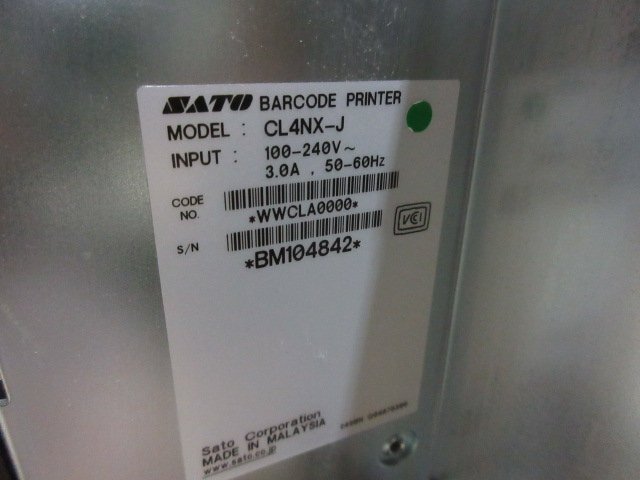 SATO BARCODE PRINTER
MODEL : CL4NX-J
INPUT : 100-240V～
3.0A , 50-60Hz
CODE NO.
*WWCLA0000*
S/N
*BM104842*
VCCI
Sato Corporation
MADE IN MALAYSIA
www.sato.co.jp